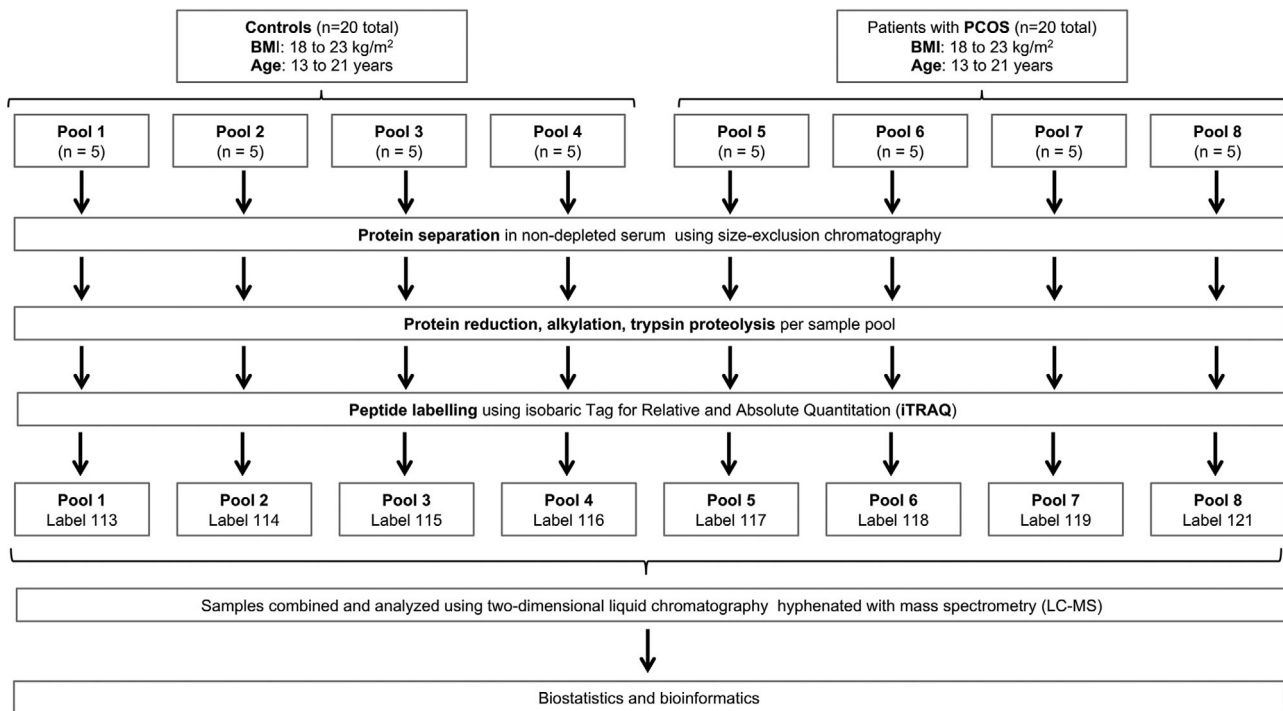 Controls (n=20 total)
BMI: 18 to 23 kg/m²
Age: 13 to 21 years
Patients with PCOS (n=20 total)
BMI: 18 to 23 kg/m²
Age: 13 to 21 years
Pool 1
(n = 5)
Pool 2
(n = 5)
Pool 3
(n = 5)
Pool 4
(n = 5)
Pool 5
(n = 5)
Pool 6
(n = 5)
Pool 7
(n = 5)
Pool 8
(n = 5)
Protein separation in non-depleted serum using size-exclusion chromatography
Protein reduction, alkylation, trypsin proteolysis per sample pool
Peptide labelling using isobaric Tag for Relative and Absolute Quantitation (iTRAQ)
Pool 1
Label 113
Pool 2
Label 114
Pool 3
Label 115
Pool 4
Label 116
Pool 5
Label 117
Pool 6
Label 118
Pool 7
Label 119
Pool 8
Label 121
Samples combined and analyzed using two-dimensional liquid chromatography hyphenated with mass spectrometry (LC-MS)
Biostatistics and bioinformatics